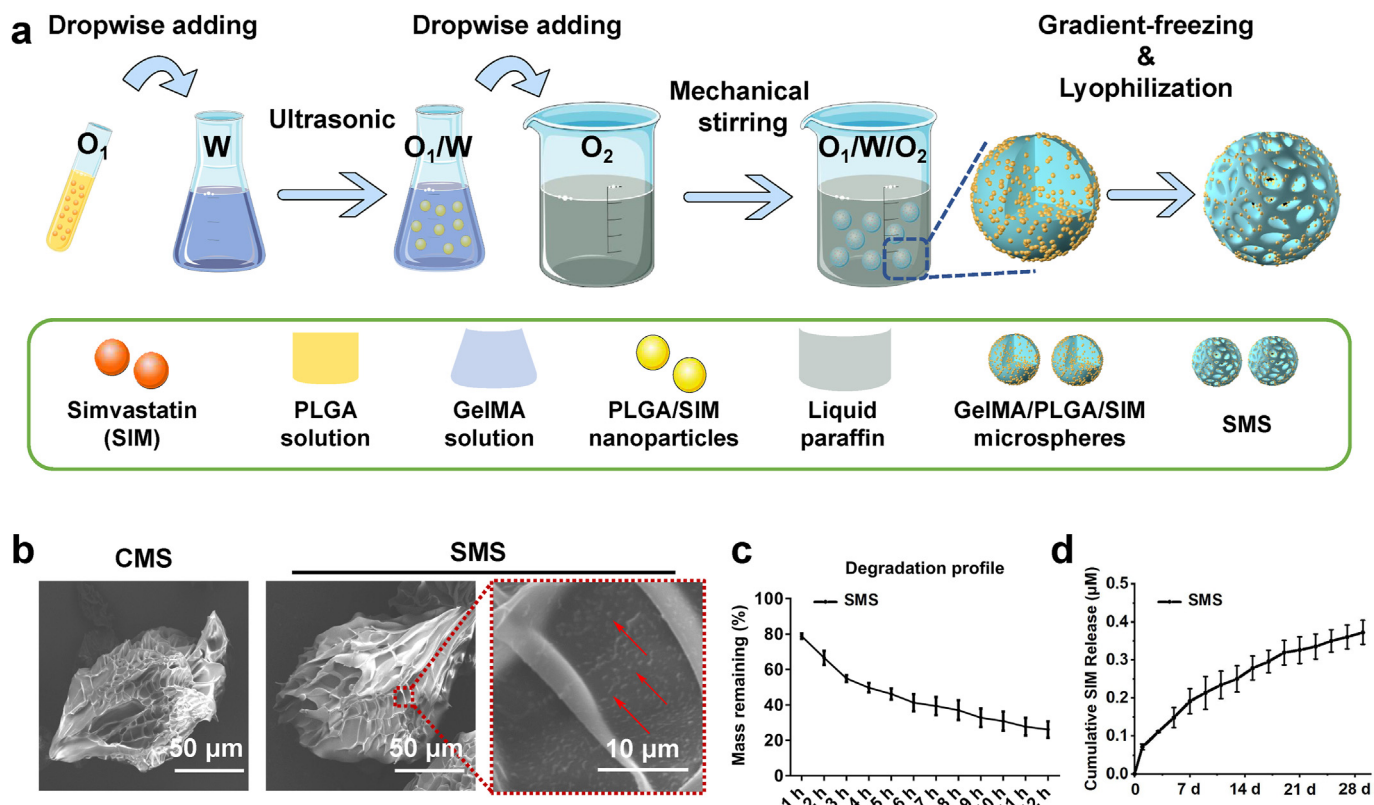 a
Dropwise adding
Dropwise adding
Gradient-freezing
&
Lyophilization
O₁
W
Ultrasonic
O₁/W
O₂
Mechanical
stirring
O₁/W/O₂
Simvastatin
(SIM)
PLGA
solution
GelMA
solution
PLGA/SIM
nanoparticles
Liquid
paraffin
GelMA/PLGA/SIM
microspheres
SMS
b
CMS
SMS
50 μm
50 μm
10 μm
c
Degradation profile
SMS
Mass remaining (%)
100
80
60
40
20
0
d
SMS
Cumulative SIM Release (μM)
0.5
0.4
0.3
0.2
0.1
0
7 d
14 d
21 d
28 d